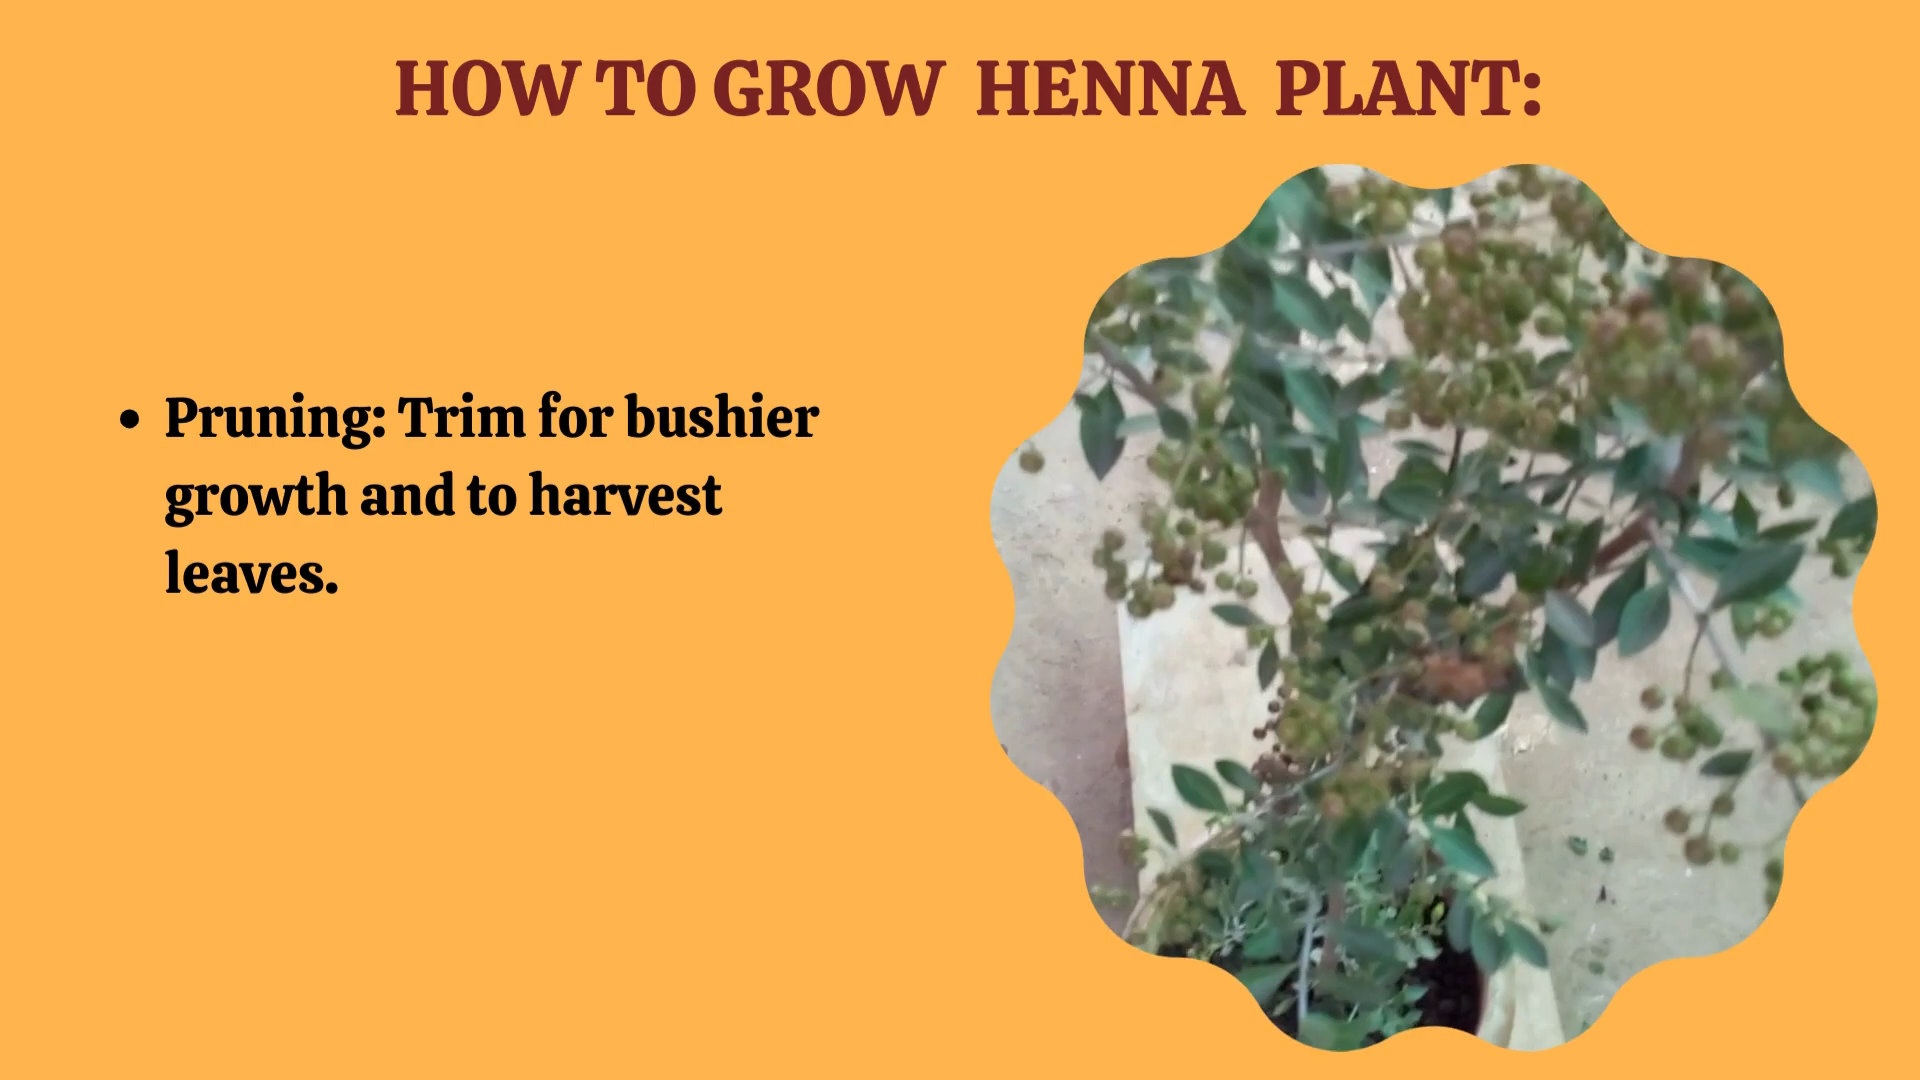 HOW TO GROW HENNA PLANT:
• Pruning: Trim for bushier
growth and to harvest
leaves.